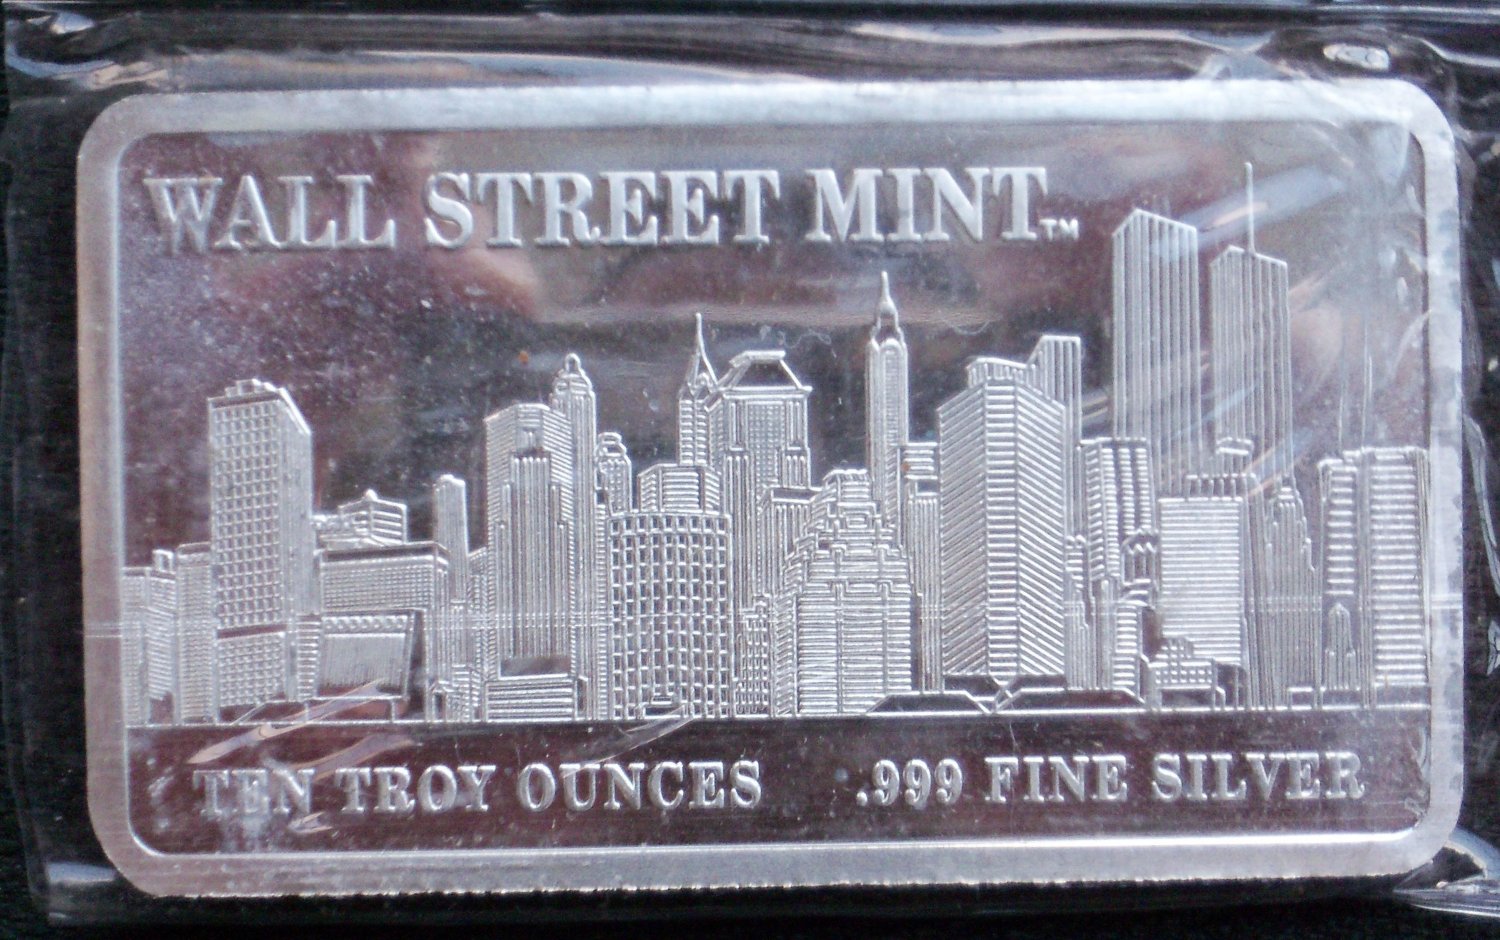 WALL STREET MINT™
TEN TROY OUNCES .999 FINE SILVER